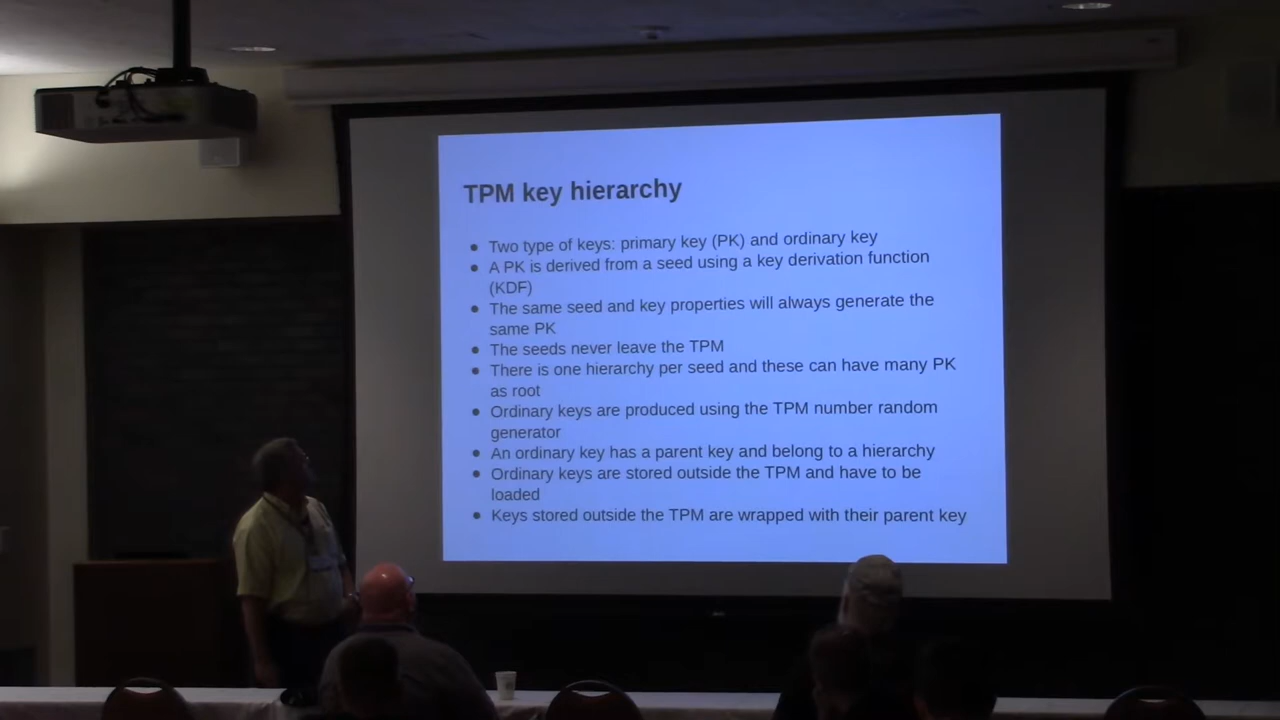 TPM key hierarchy
● Two type of keys: primary key (PK) and ordinary key
● A PK is derived from a seed using a key derivation function
(KDF)
● The same seed and key properties will always generate the
same PK
● The seeds never leave the TPM
● There is one hierarchy per seed and these can have many PK
as root
● Ordinary keys are produced using the TPM number random
generator
● An ordinary key has a parent key and belong to a hierarchy
● Ordinary keys are stored outside the TPM and have to be
loaded
● Keys stored outside the TPM are wrapped with their parent key